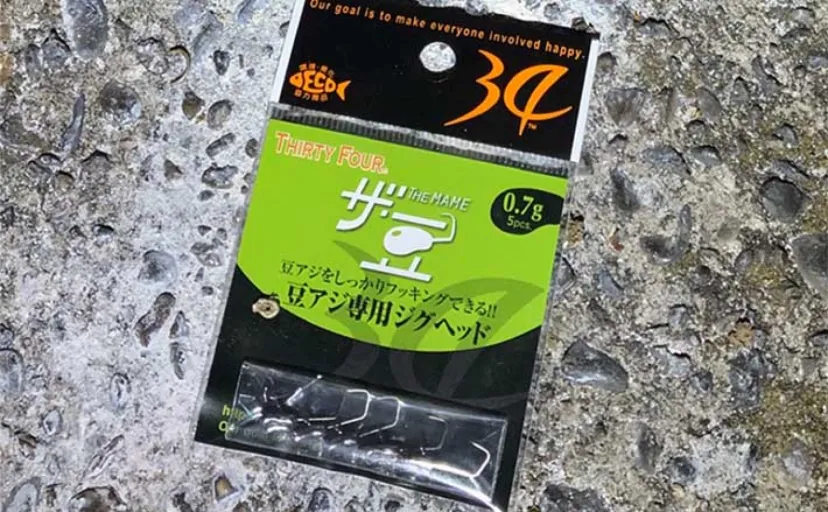 Our goal is to make everyone involved happy.
DECO
34
THIRTY FOUR
THE MAME
ザ・豆
0.7g
5pcs.
豆アジをしっかりフッキングできる!!
豆アジ専用ジグヘッド
34